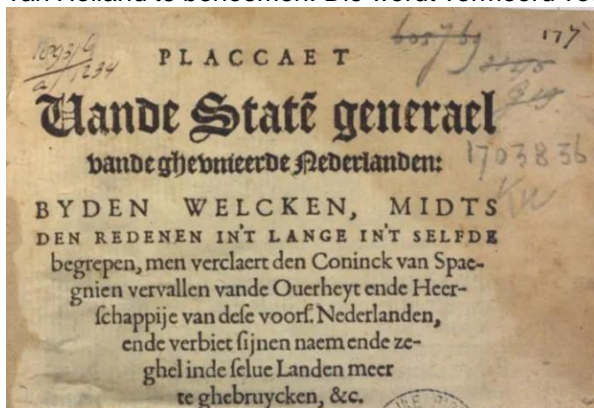 PLACCAET
Vande Statẽ generael
vande ghevnieerde Nederlanden:
BYDEN WELCKEN, MIDTS
DEN REDENEN IN'T LANGE IN'T SELFDE
begrepen, men verclaert den Coninck van Spae-
gnien vervallen vande Ouerheyt ende Heer-
schappije van dese voors. Nederlanden,
ende verbiet sijnen naem ende ze-
ghel inde selue Landen meer
te ghebruycken, &c.
1703836